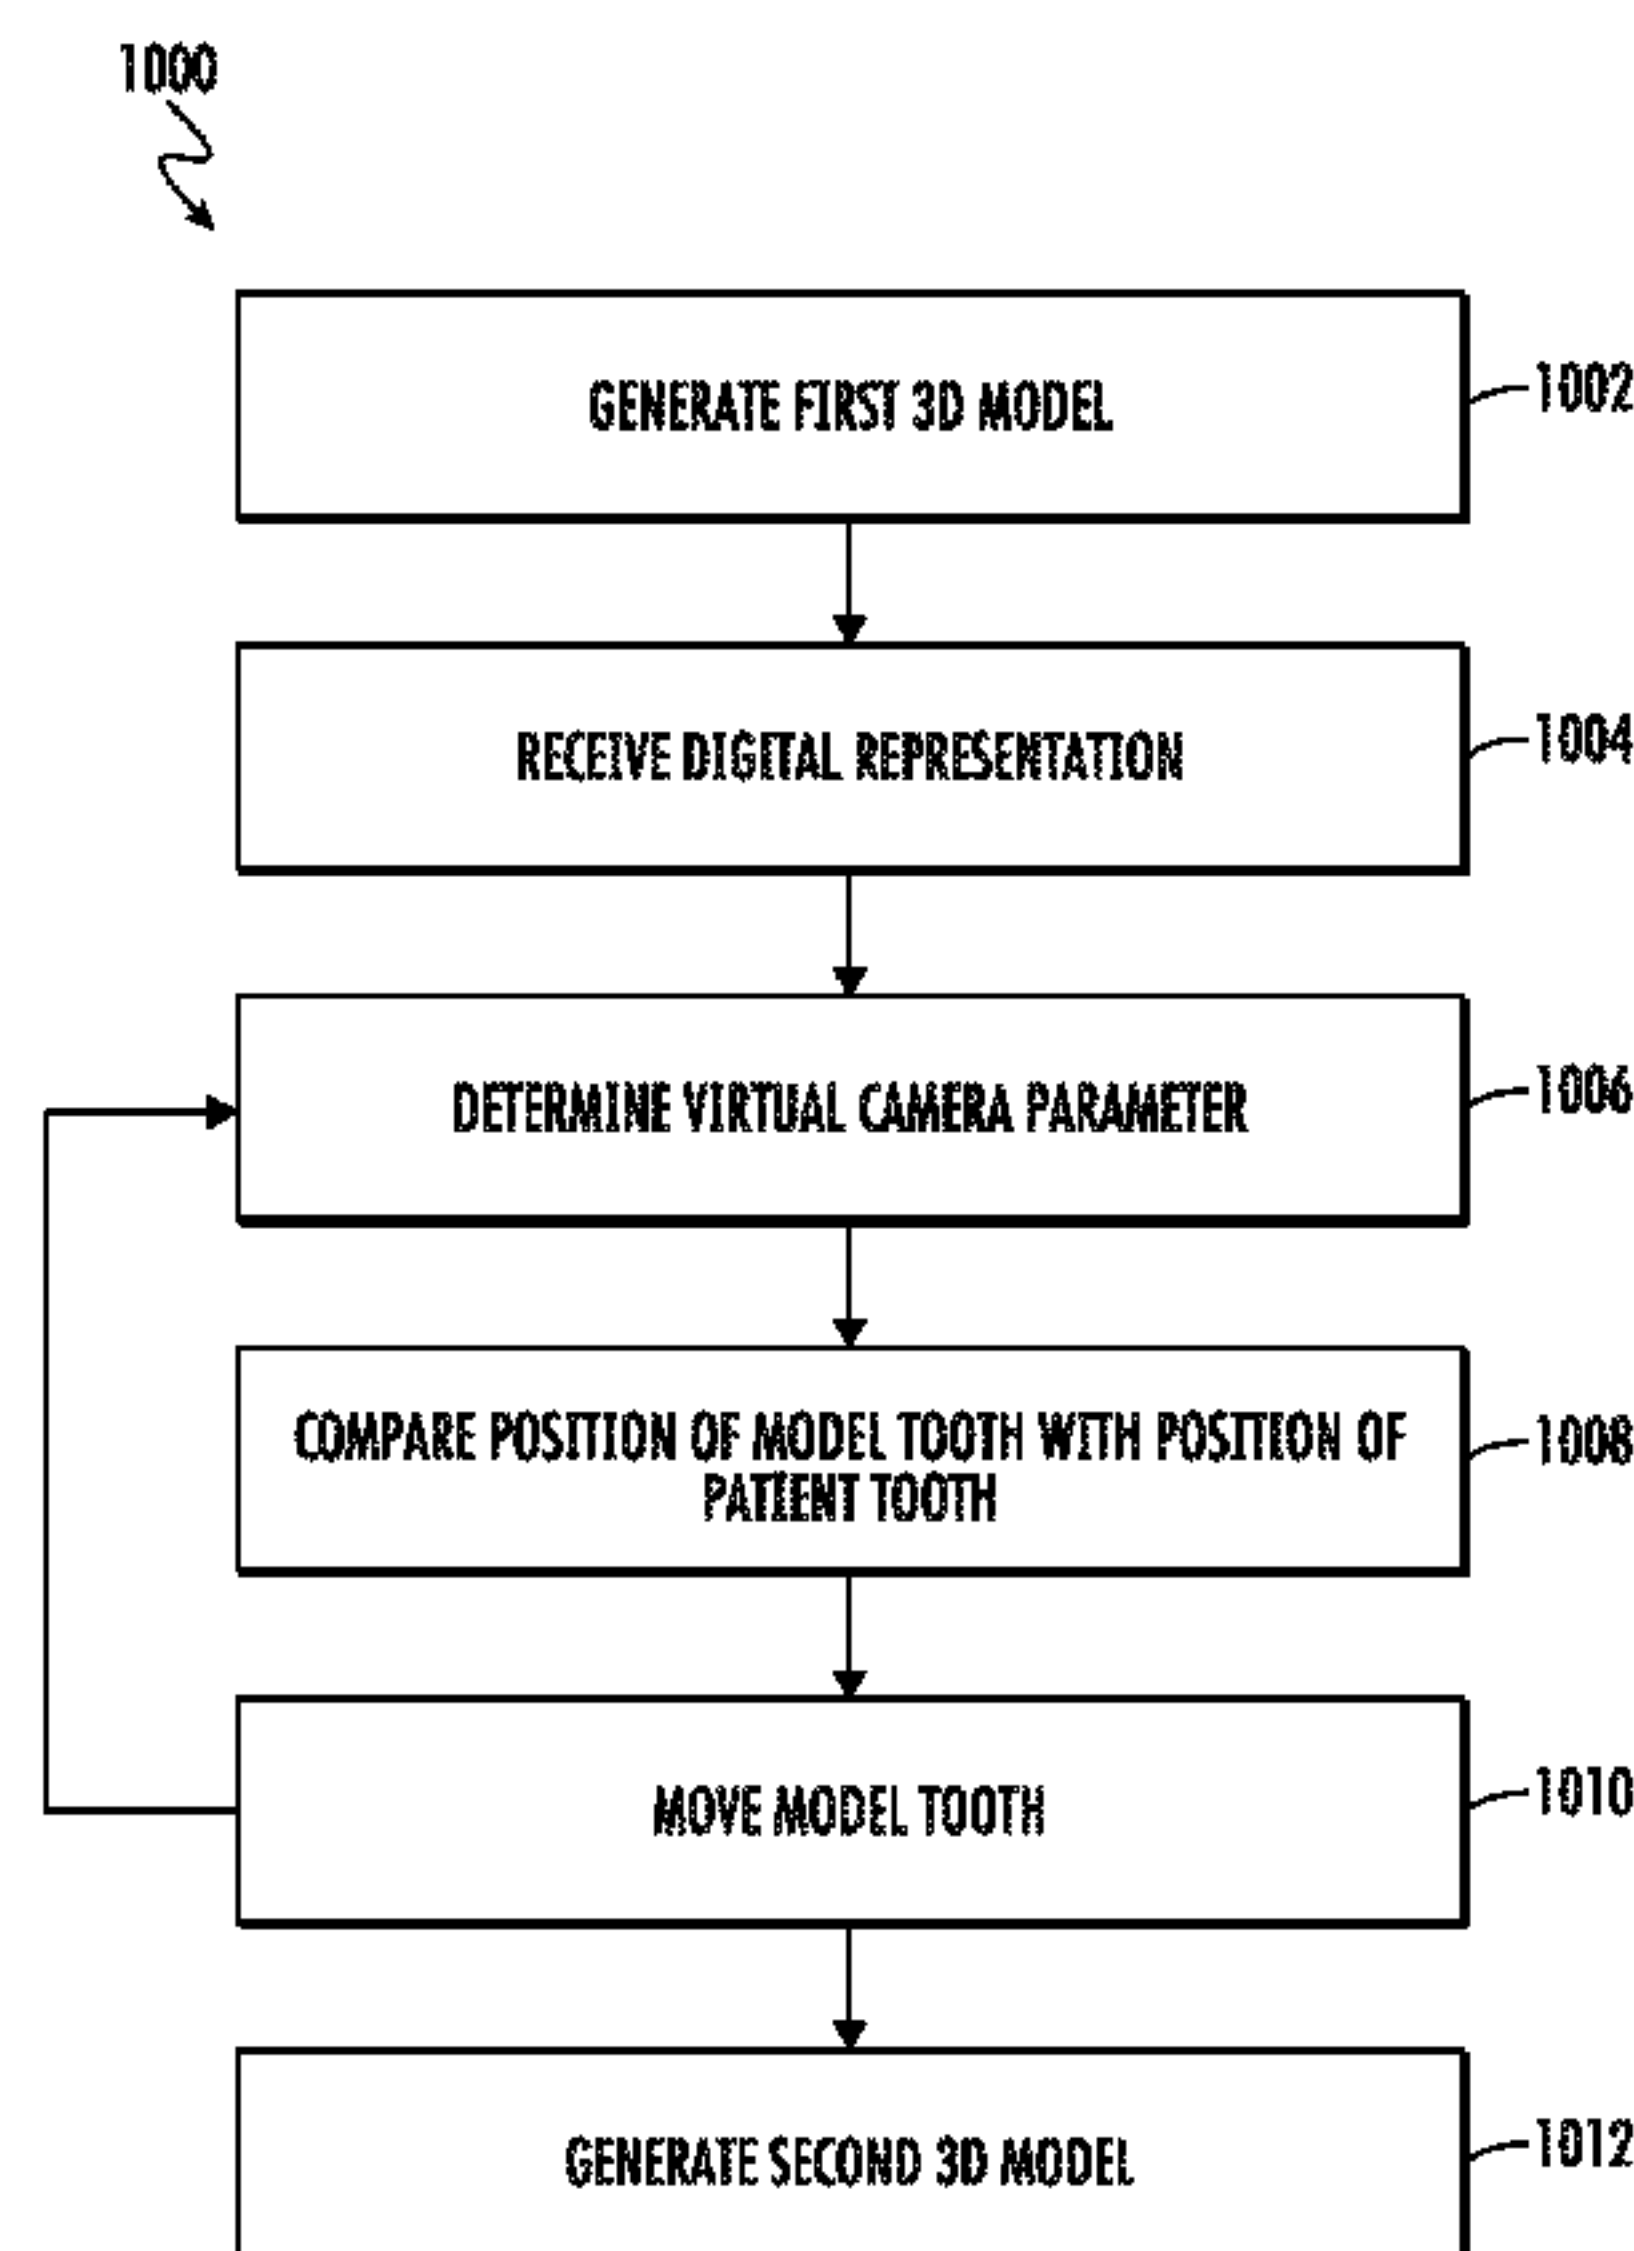 1000
GENERATE FIRST 3D MODEL
1002
RECEIVE DIGITAL REPRESENTATION
1004
DETERMINE VIRTUAL CAMERA PARAMETER
1006
COMPARE POSITION OF MODEL TOOTH WITH POSITION OF
PATIENT TOOTH
1008
MOVE MODEL TOOTH
1010
GENERATE SECOND 3D MODEL
1012